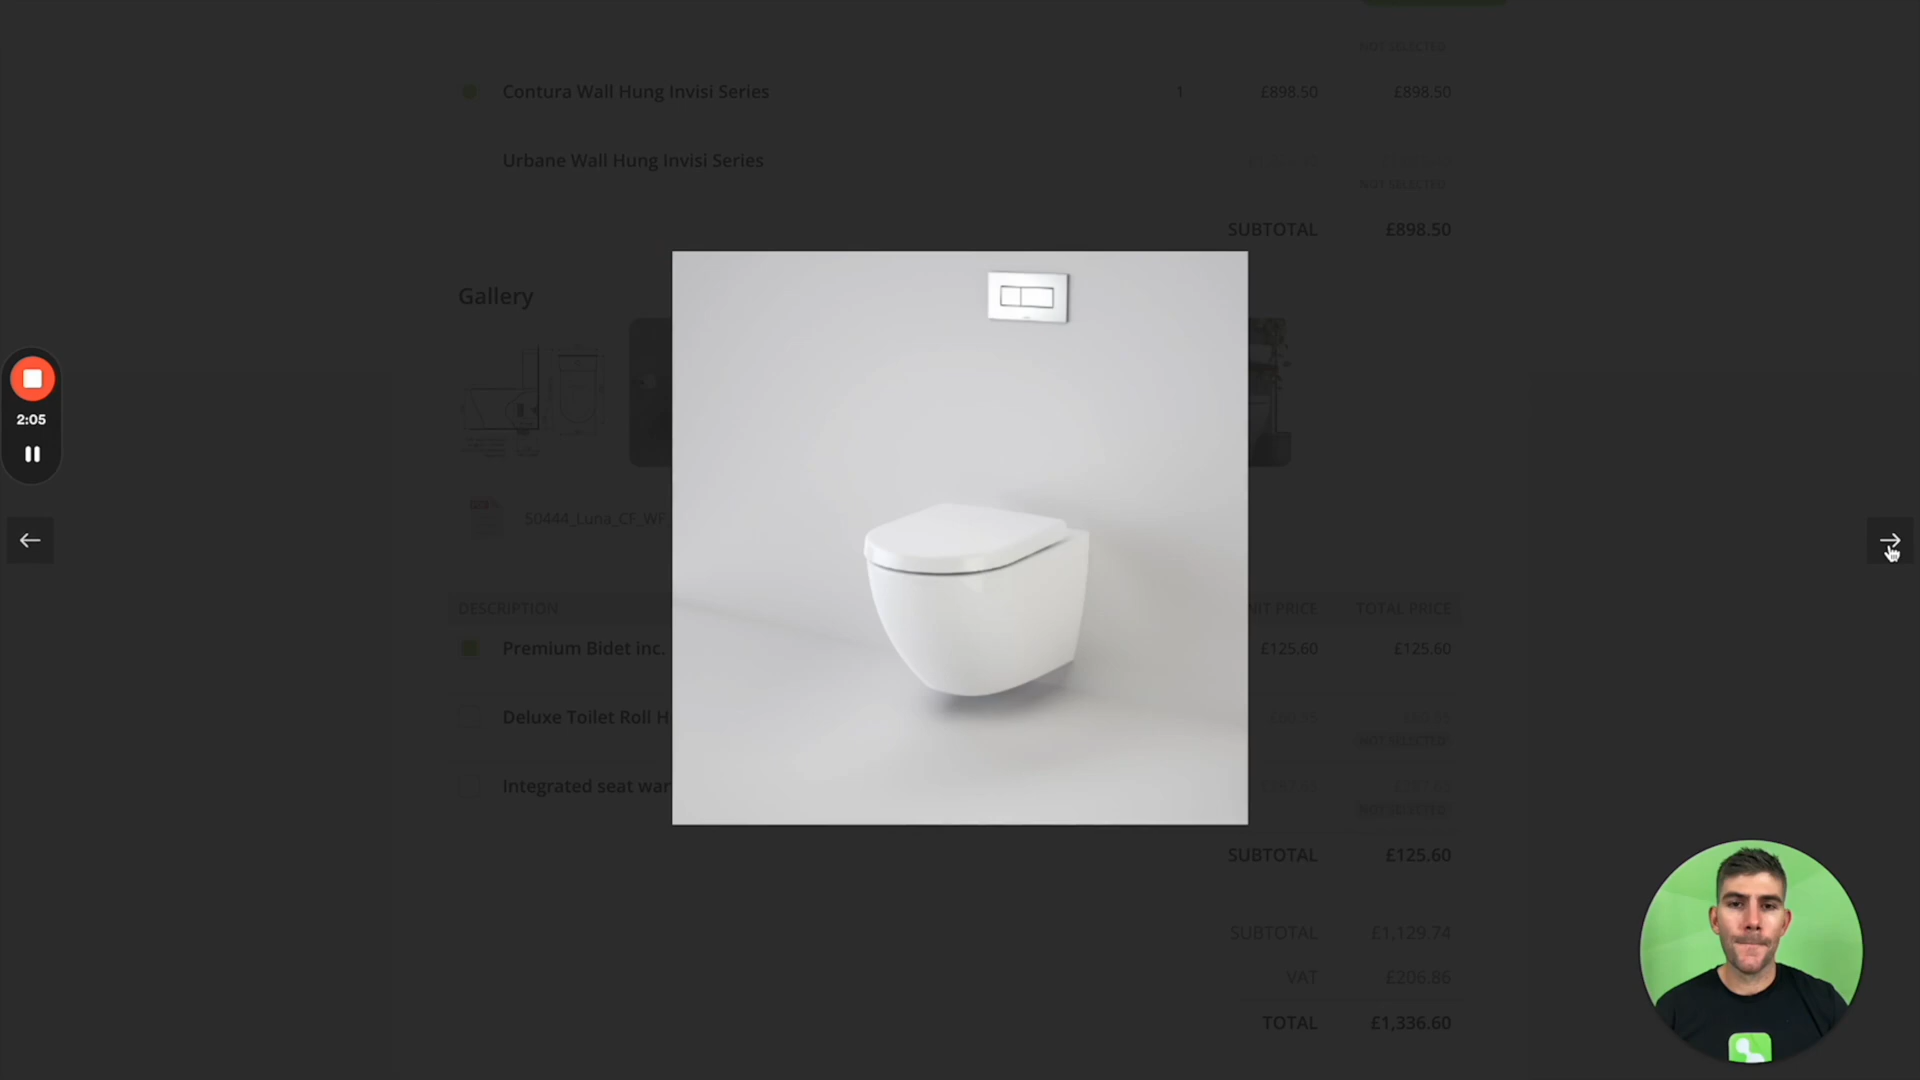 NOT SELECTED
Contura Wall Hung Invisi Series 1 £898.50 £898.50
Urbane Wall Hung Invisi Series
NOT SELECTED
SUBTOTAL £898.50
Gallery
2:05
50444_Luna_CF_WF
DESCRIPTION NIT PRICE TOTAL PRICE
Premium Bidet inc. £125.60 £125.60
Deluxe Toilet Roll H
NOT SELECTED
Integrated seat war
NOT SELECTED
SUBTOTAL £125.60
SUBTOTAL £1,129.74
VAT £206.86
TOTAL £1,336.60